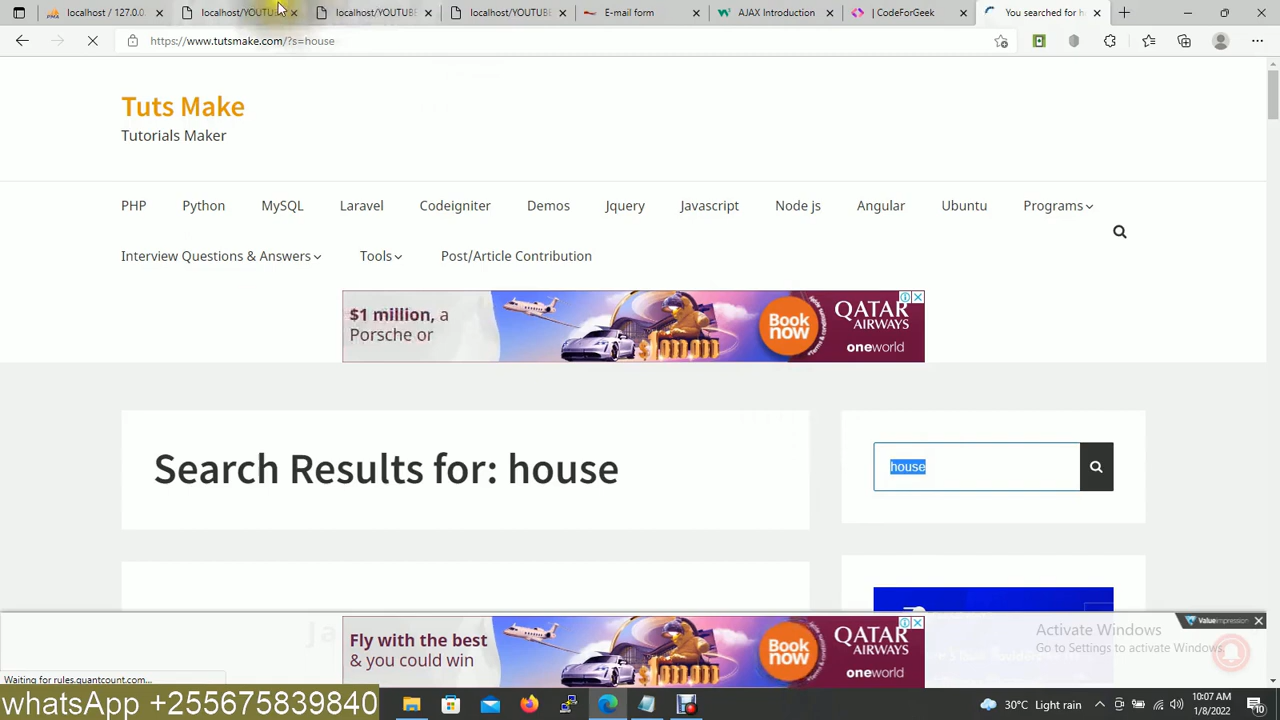 localhost / 127.0.0.
localhost/YOUTU
localhost/YOUTUBE
localhost/YOUTUBE
E-mail form
AJAX Introduction
| CodeForGeek
You searched for h
https://www.tutsmake.com/?s=house
Tuts Make
Tutorials Maker
PHP Python MySQL Laravel Codeigniter Demos Jquery Javascript Node js Angular Ubuntu Programs
Interview Questions & Answers Tools Post/Article Contribution
$1 million, a
Porsche or
Book
now
QATAR
AIRWAYS
oneworld
Search Results for: house
house
Ja
Fly with the best
& you could win
Book
now
QATAR
AIRWAYS
oneworld
Valueimpression
Activate Windows
Go to Settings to activate Windows.
Waiting for rules.quantcount.com...
whatsApp +255675839840
30°C Light rain
10:07 AM
1/8/2022
10